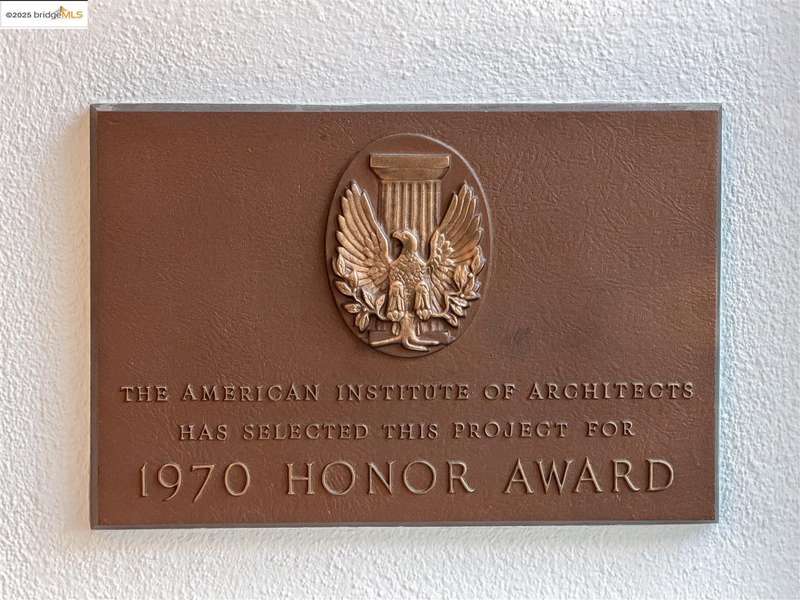 ©2025 bridgeMLS
THE AMERICAN INSTITUTE OF ARCHITECTS
HAS SELECTED THIS PROJECT FOR
1970 HONOR AWARD